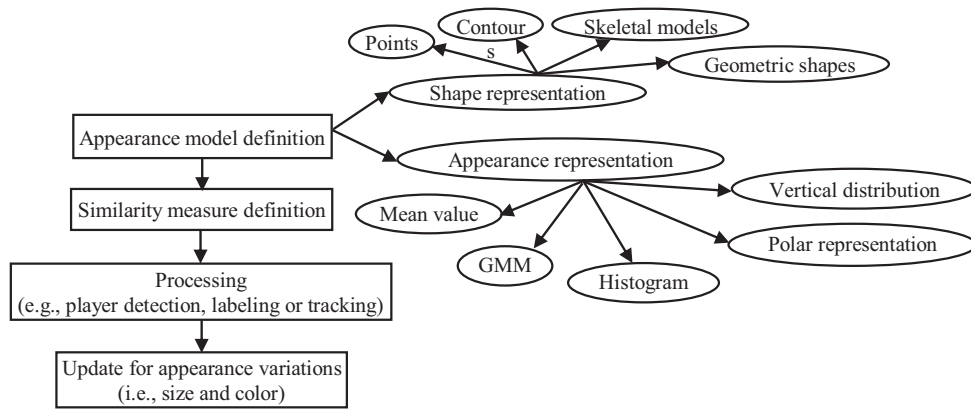 Contour
Skeletal models
Points
s
Geometric shapes
Shape representation
Appearance model definition
Appearance representation
Vertical distribution
Similarity measure definition
Mean value
Polar representation
GMM
Processing
Histogram
(e.g., player detection, labeling or tracking)
Update for appearance variations
(i.e., size and color)